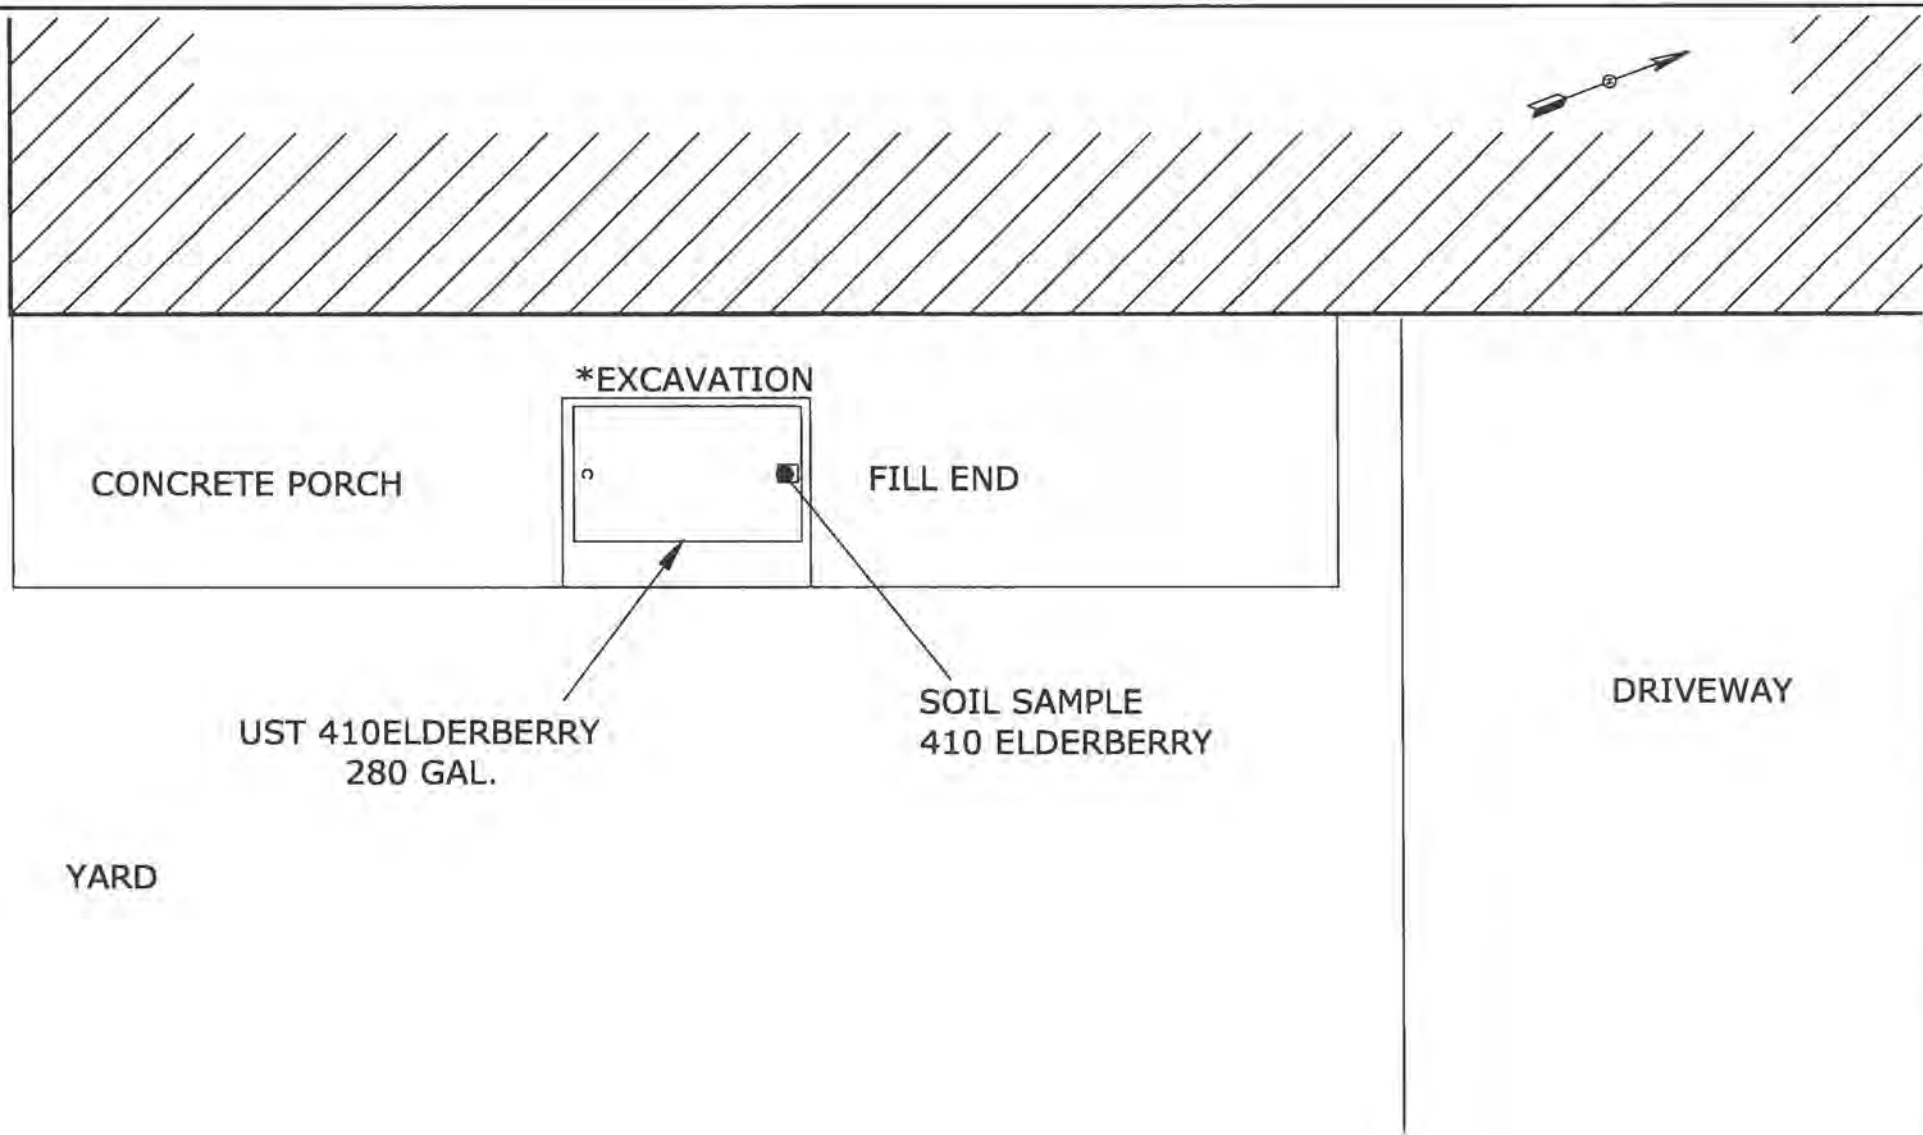 *EXCAVATION
CONCRETE PORCH
FILL END
UST 410ELDERBERRY
280 GAL.
SOIL SAMPLE
410 ELDERBERRY
DRIVEWAY
YARD